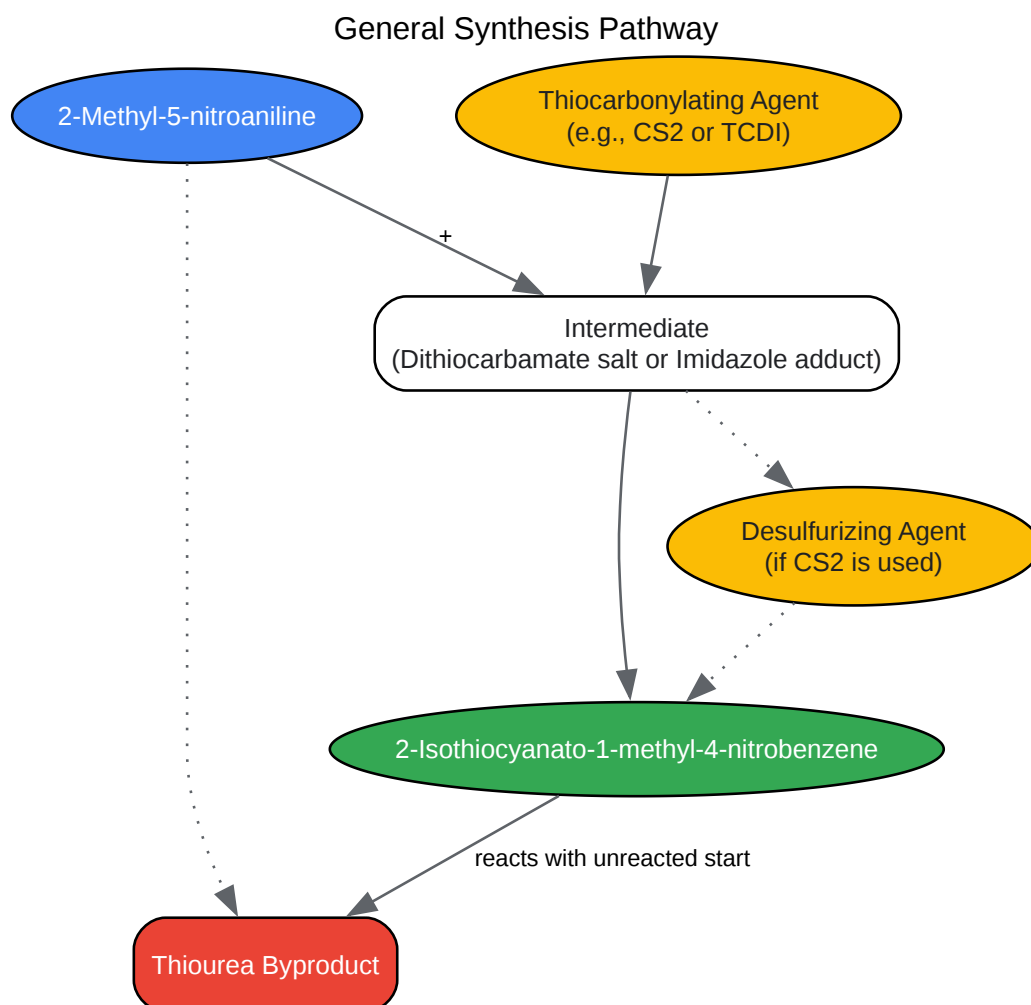 General Synthesis Pathway
2-Methyl-5-nitroaniline
Thiocarbonylating Agent
(e.g., CS2 or TCDI)
+
Intermediate
(Dithiocarbamate salt or Imidazole adduct)
Desulfurizing Agent
(if CS2 is used)
2-Isothiocyanato-1-methyl-4-nitrobenzene
reacts with unreacted start
Thiourea Byproduct